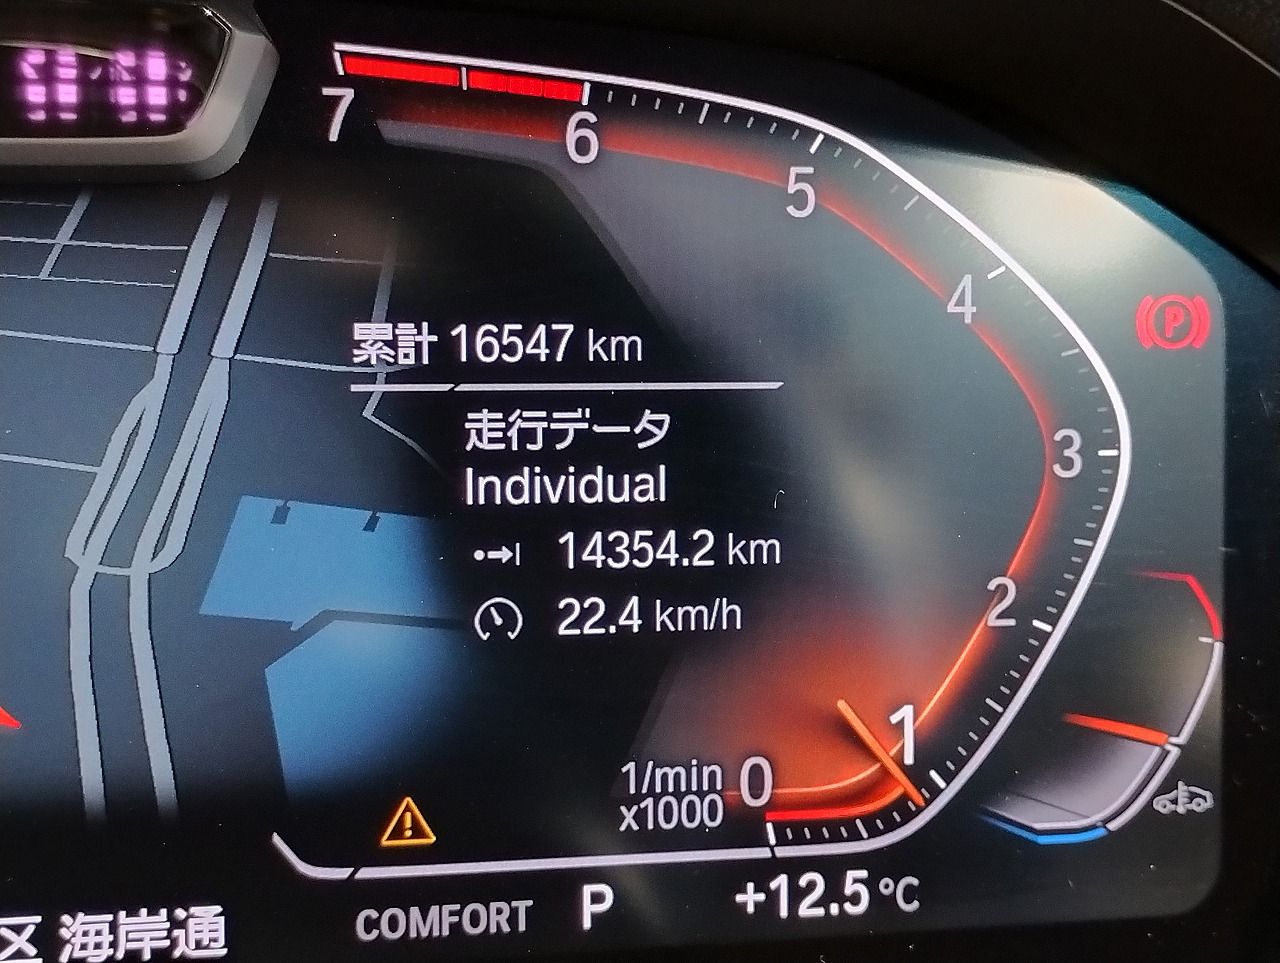 7
6
5
4
3
2
1
0
累計 16547 km
走行データ
Individual
14354.2 km
22.4 km/h
1/min
x1000
P
COMFORT
P
+12.5 °C
区 海岸通